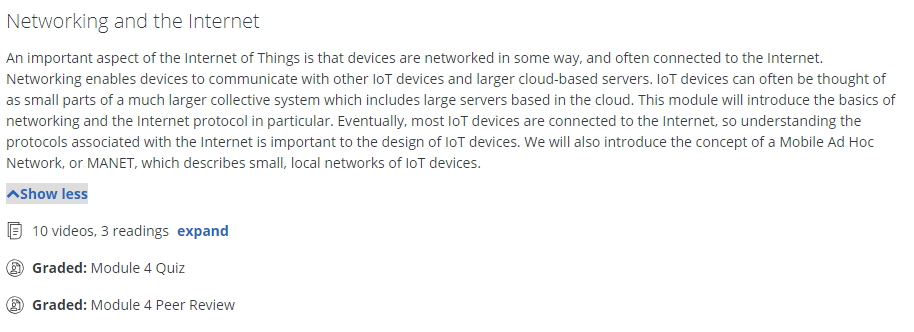 Networking and the Internet
An important aspect of the Internet of Things is that devices are networked in some way, and often connected to the Internet.
Networking enables devices to communicate with other IoT devices and larger cloud-based servers. IoT devices can often be thought of
as small parts of a much larger collective system which includes large servers based in the cloud. This module will introduce the basics of
networking and the Internet protocol in particular. Eventually, most IoT devices are connected to the Internet, so understanding the
protocols associated with the Internet is important to the design of IoT devices. We will also introduce the concept of a Mobile Ad Hoc
Network, or MANET, which describes small, local networks of IoT devices.
Show less
10 videos, 3 readings expand
Graded: Module 4 Quiz
Graded: Module 4 Peer Review